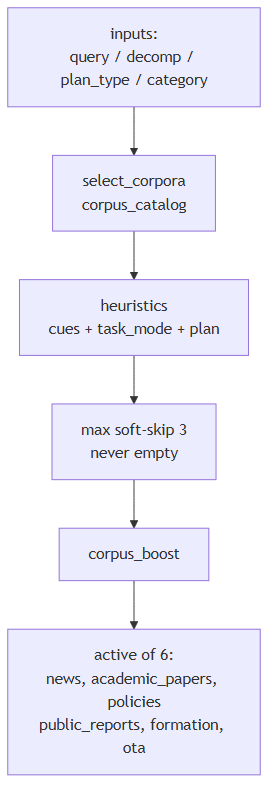 inputs:
query / decomp /
plan_type / category
select_corpora
corpus_catalog
heuristics
cues + task_mode + plan
max soft-skip 3
never empty
corpus_boost
active of 6:
news, academic_papers,
policies
public_reports, formation,
ota